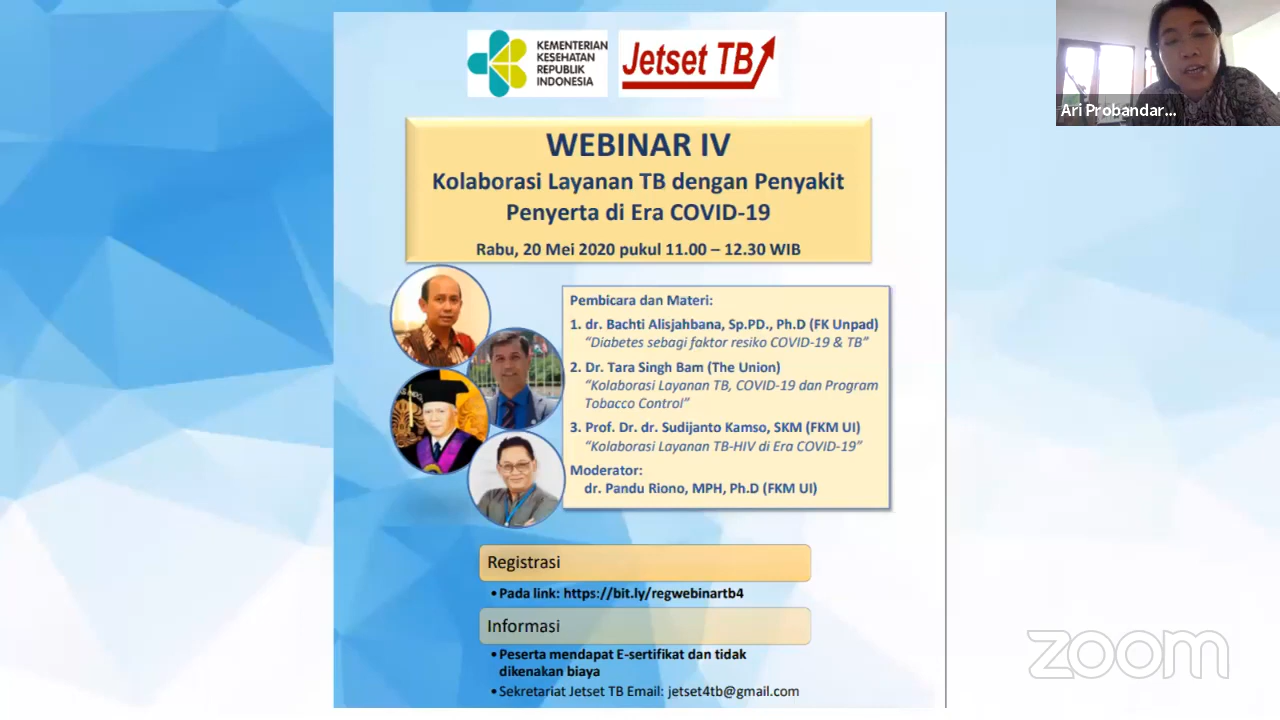 KEMENTERIAN
KESEHATAN
REPUBLIK
INDONESIA
Jetset TB
Ari Probandar...
WEBINAR IV
Kolaborasi Layanan TB dengan Penyakit
Penyerta di Era COVID-19
Rabu, 20 Mei 2020 pukul 11.00 – 12.30 WIB
Pembicara dan Materi:
1. dr. Bachti Alisjahbana, Sp.PD., Ph.D (FK Unpad)
“Diabetes sebagai faktor resiko COVID-19 & TB”
2. Dr. Tara Singh Bam (The Union)
“Kolaborasi Layanan TB, COVID-19 dan Program
Tobacco Control”
3. Prof. Dr. dr. Sudijanto Kamso, SKM (FKM UI)
“Kolaborasi Layanan TB-HIV di Era COVID-19”
Moderator:
dr. Pandu Riono, MPH, Ph.D (FKM UI)
Registrasi
• Pada link: https://bit.ly/regwebinartb4
Informasi
• Peserta mendapat E-sertifikat dan tidak
dikenakan biaya
• Sekretariat Jetset TB Email: jetset4tb@gmail.com
zoom